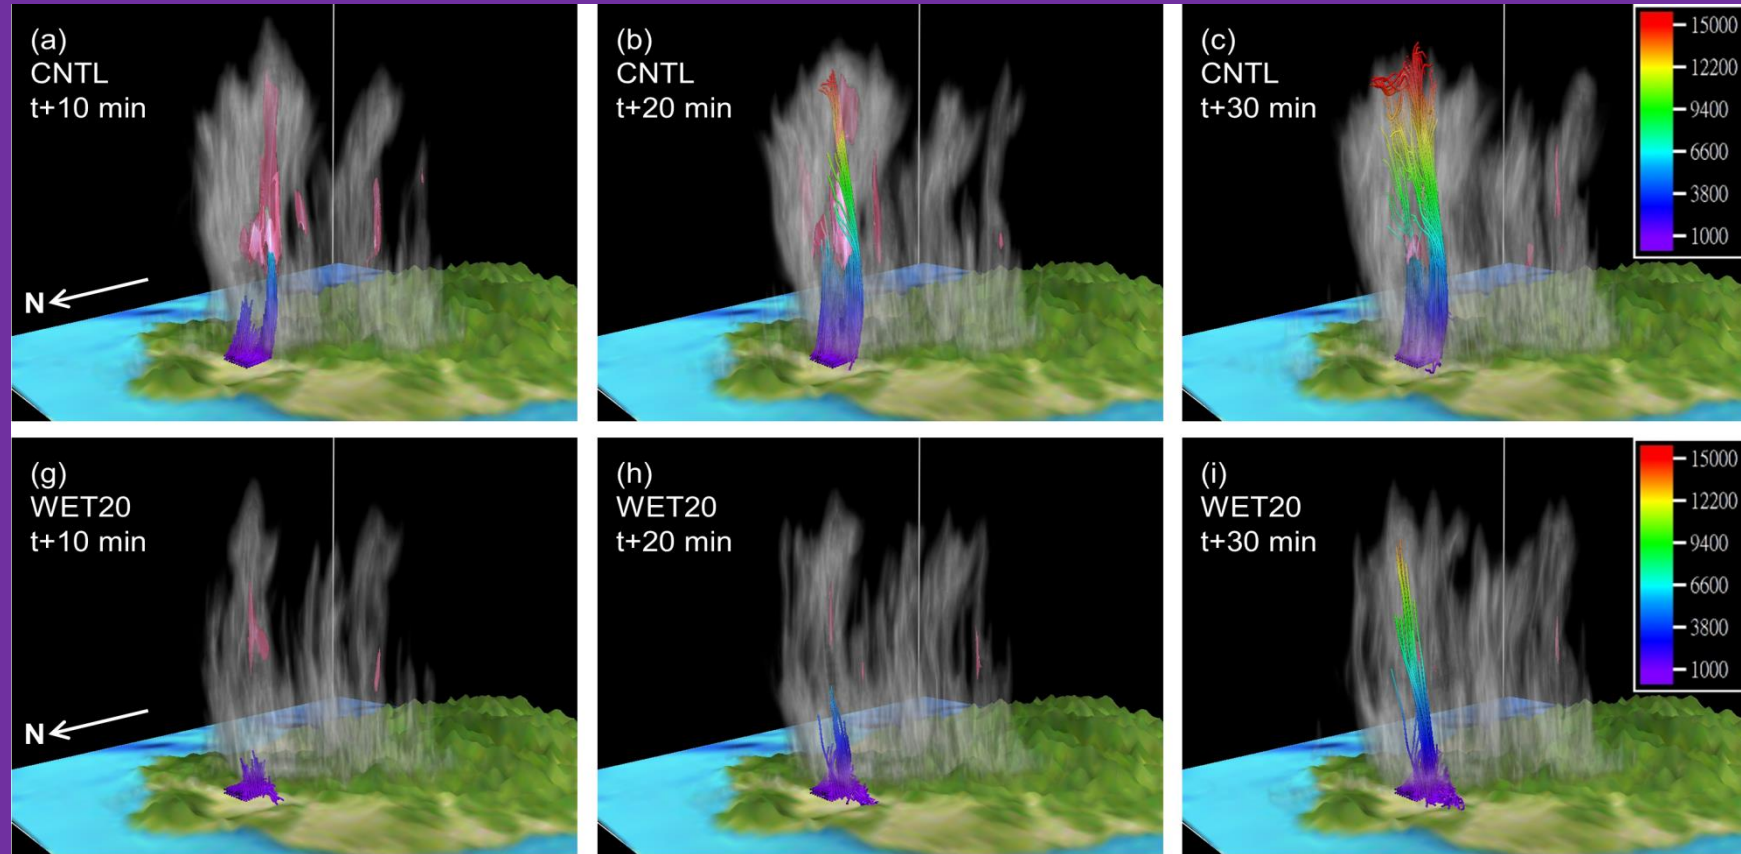 (a)
CNTL
t+10 min
N
(b)
CNTL
t+20 min
(c)
CNTL
t+30 min
15000
12200
9400
6600
3800
1000
(g)
WET20
t+10 min
N
(h)
WET20
t+20 min
(i)
WET20
t+30 min
15000
12200
9400
6600
3800
1000